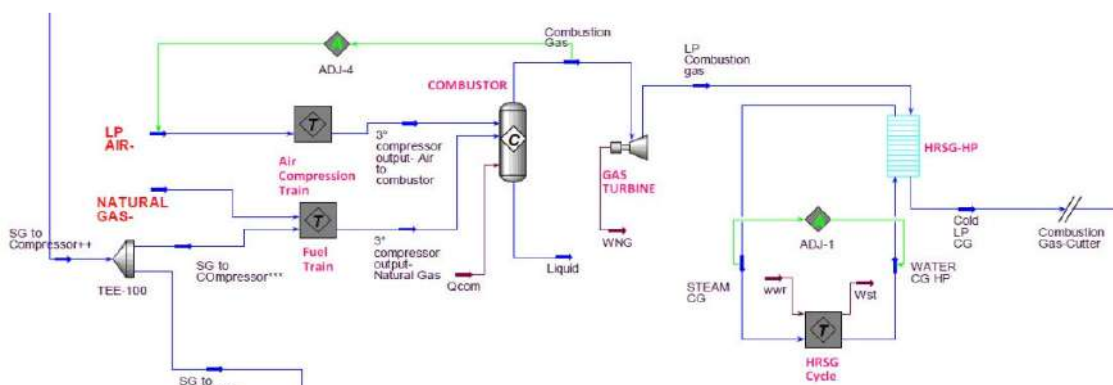 Combustion
Gas
LP
Combustion
gas
A
ADJ-4
COMBUSTOR
LP
AIR-
T
3°
compressor
output- Air
to
combustor
C
HRSG-HP
Air
Compression
Train
GAS
TURBINE
NATURAL
GAS-
T
SG to
Compressor++
Fuel
Train
3°
compressor
output-
Natural Gas
SG to
COmpressor***
TEE-100
Qcom
Liquid
WNG
A
ADJ-1
Cold
LP
CG
Combustion
Gas-Cutter
STEAM
CG
wwr
Wst
WATER
CG HP
T
HRSG
Cycle
SG to